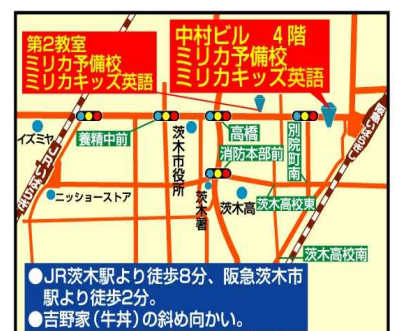 第2教室
ミリカ予備校
ミリカキッズ英語
中村ビル 4階
ミリカ予備校
ミリカキッズ英語
イズミヤ
養精中前
茨木市役所
高橋
別院町南
消防本部前
ニッショーストア
茨木署
茨木高
茨木高校東
茨木高校南
●JR茨木駅より徒歩8分、阪急茨木市
駅より徒歩2分。
●吉野家(牛丼)の斜め向かい。